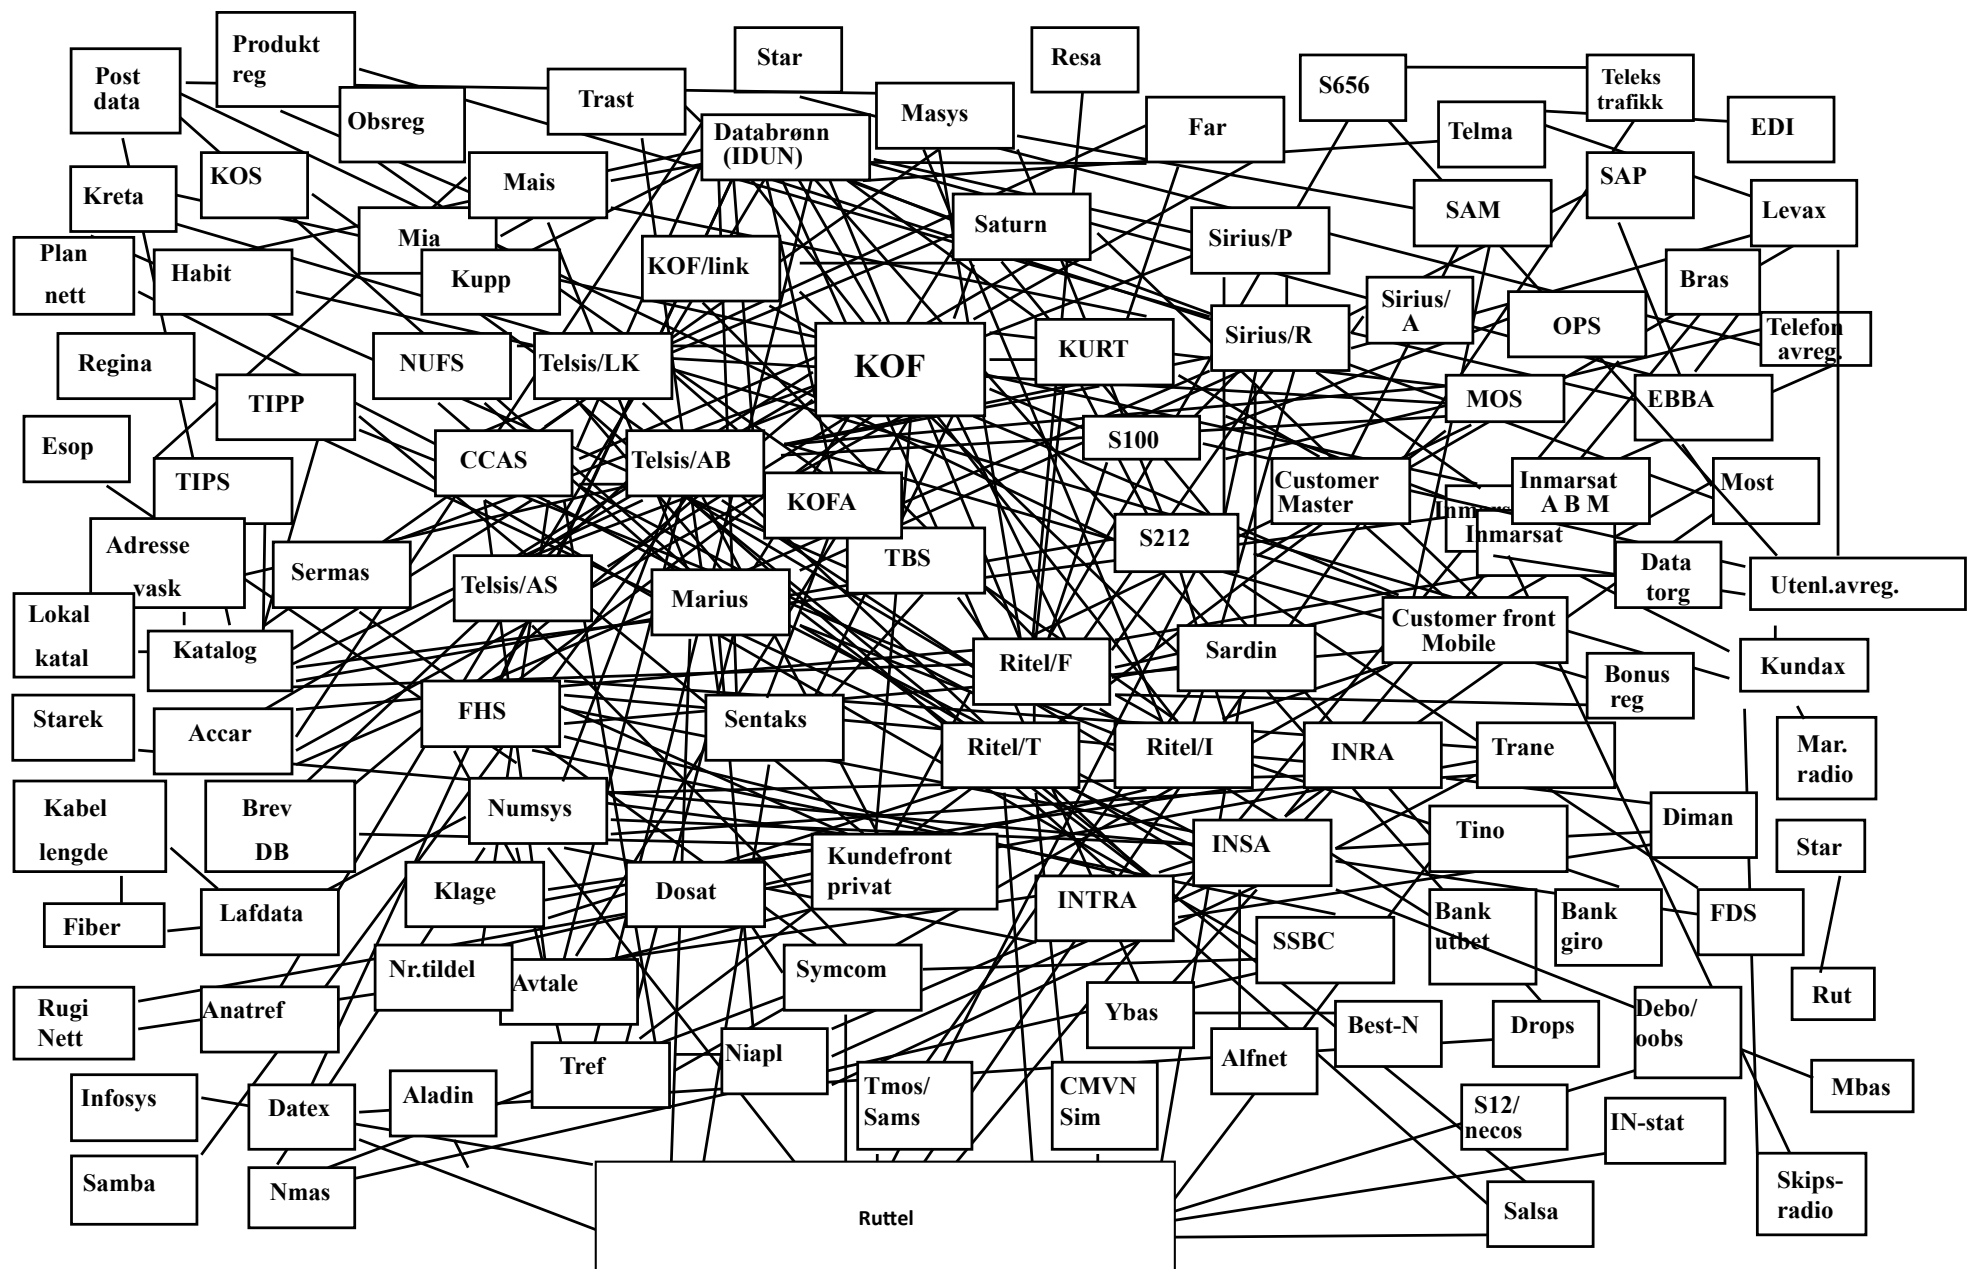 Produkt
reg
Star
Resa
Post
data
Trast
S656
Teleks
trafikk
Obsreg
Masys
Far
Telma
EDI
Databrønn
(IDUN)
KOS
Mais
SAP
Kreta
Saturn
SAM
Levax
Mia
Sirius/P
Plan
nett
Habit
Kupp
KOF/link
Bras
Sirius/
A
OPS
Telefon
avreg.
Regina
NUFS
Telsis/LK
KOF
KURT
Sirius/R
TIPP
MOS
EBBA
Esop
CCAS
Telsis/AB
S100
TIPS
KOFA
Customer
Master
Inmarsat
A B M
Most
Inmars
Inmarsat
Adresse
vask
Sermas
Telsis/AS
TBS
S212
Data
torg
Utenl.avreg.
Lokal
katal
Katalog
Marius
Ritel/F
Sardin
Customer front
Mobile
Kundax
Bonus
reg
Starek
Accar
FHS
Sentaks
Ritel/T
Ritel/I
INRA
Trane
Mar.
radio
Kabel
lengde
Brev
DB
Numsys
Kundefront
privat
INSA
Tino
Diman
Star
Fiber
Lafdata
Klage
Dosat
INTRA
Bank
utbet
Bank
giro
FDS
SSBC
Nr.tildel
Avtale
Symcom
Rut
Rugi
Nett
Anatref
Ybas
Best-N
Drops
Debo/
oobs
Tref
Niapl
Alfnet
Infosys
Datex
Aladin
Tmos/
Sams
CMVN
Sim
S12/
necos
IN-stat
Mbas
Samba
Nmas
Ruttel
Salsa
Skips-
radio